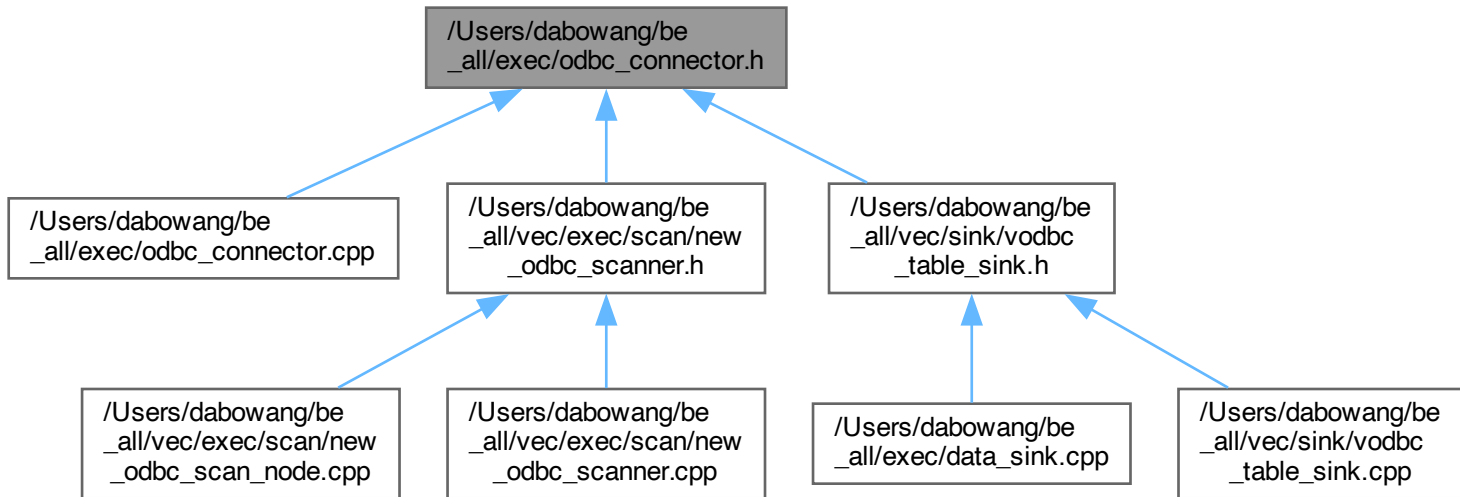 /Users/dabowang/be
_all/exec/odbc_connector.h
/Users/dabowang/be
_all/exec/odbc_connector.cpp
/Users/dabowang/be
_all/vec/exec/scan/new
_odbc_scanner.h
/Users/dabowang/be
_all/vec/sink/vodbc
_table_sink.h
/Users/dabowang/be
_all/vec/exec/scan/new
_odbc_scan_node.cpp
/Users/dabowang/be
_all/vec/exec/scan/new
_odbc_scanner.cpp
/Users/dabowang/be
_all/exec/data_sink.cpp
/Users/dabowang/be
_all/vec/sink/vodbc
_table_sink.cpp